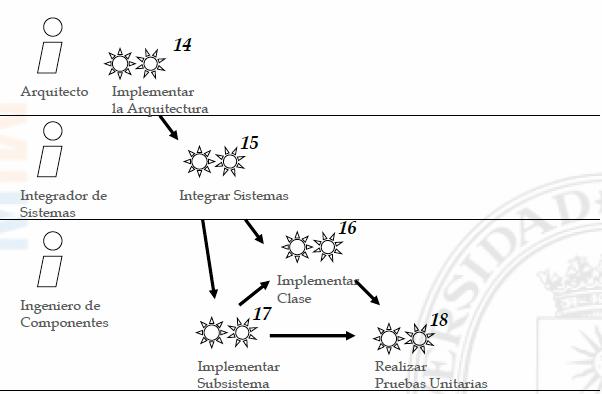 14
Arquitecto
Implementar
la Arquitectura
15
Integrador de
Sistemas
Integrar Sistemas
16
Implementar
Clase
Ingeniero de
Componentes
17
Implementar
Subsistema
18
Realizar
Pruebas Unitarias
ERSIDAD